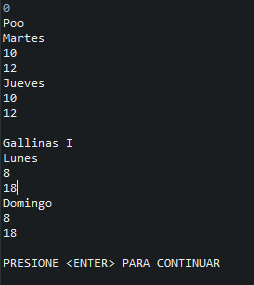 0
Poo
Martes
10
12
Jueves
10
12
Gallinas I
Lunes
8
18
Domingo
8
18
PRESIONE <ENTER> PARA CONTINUAR